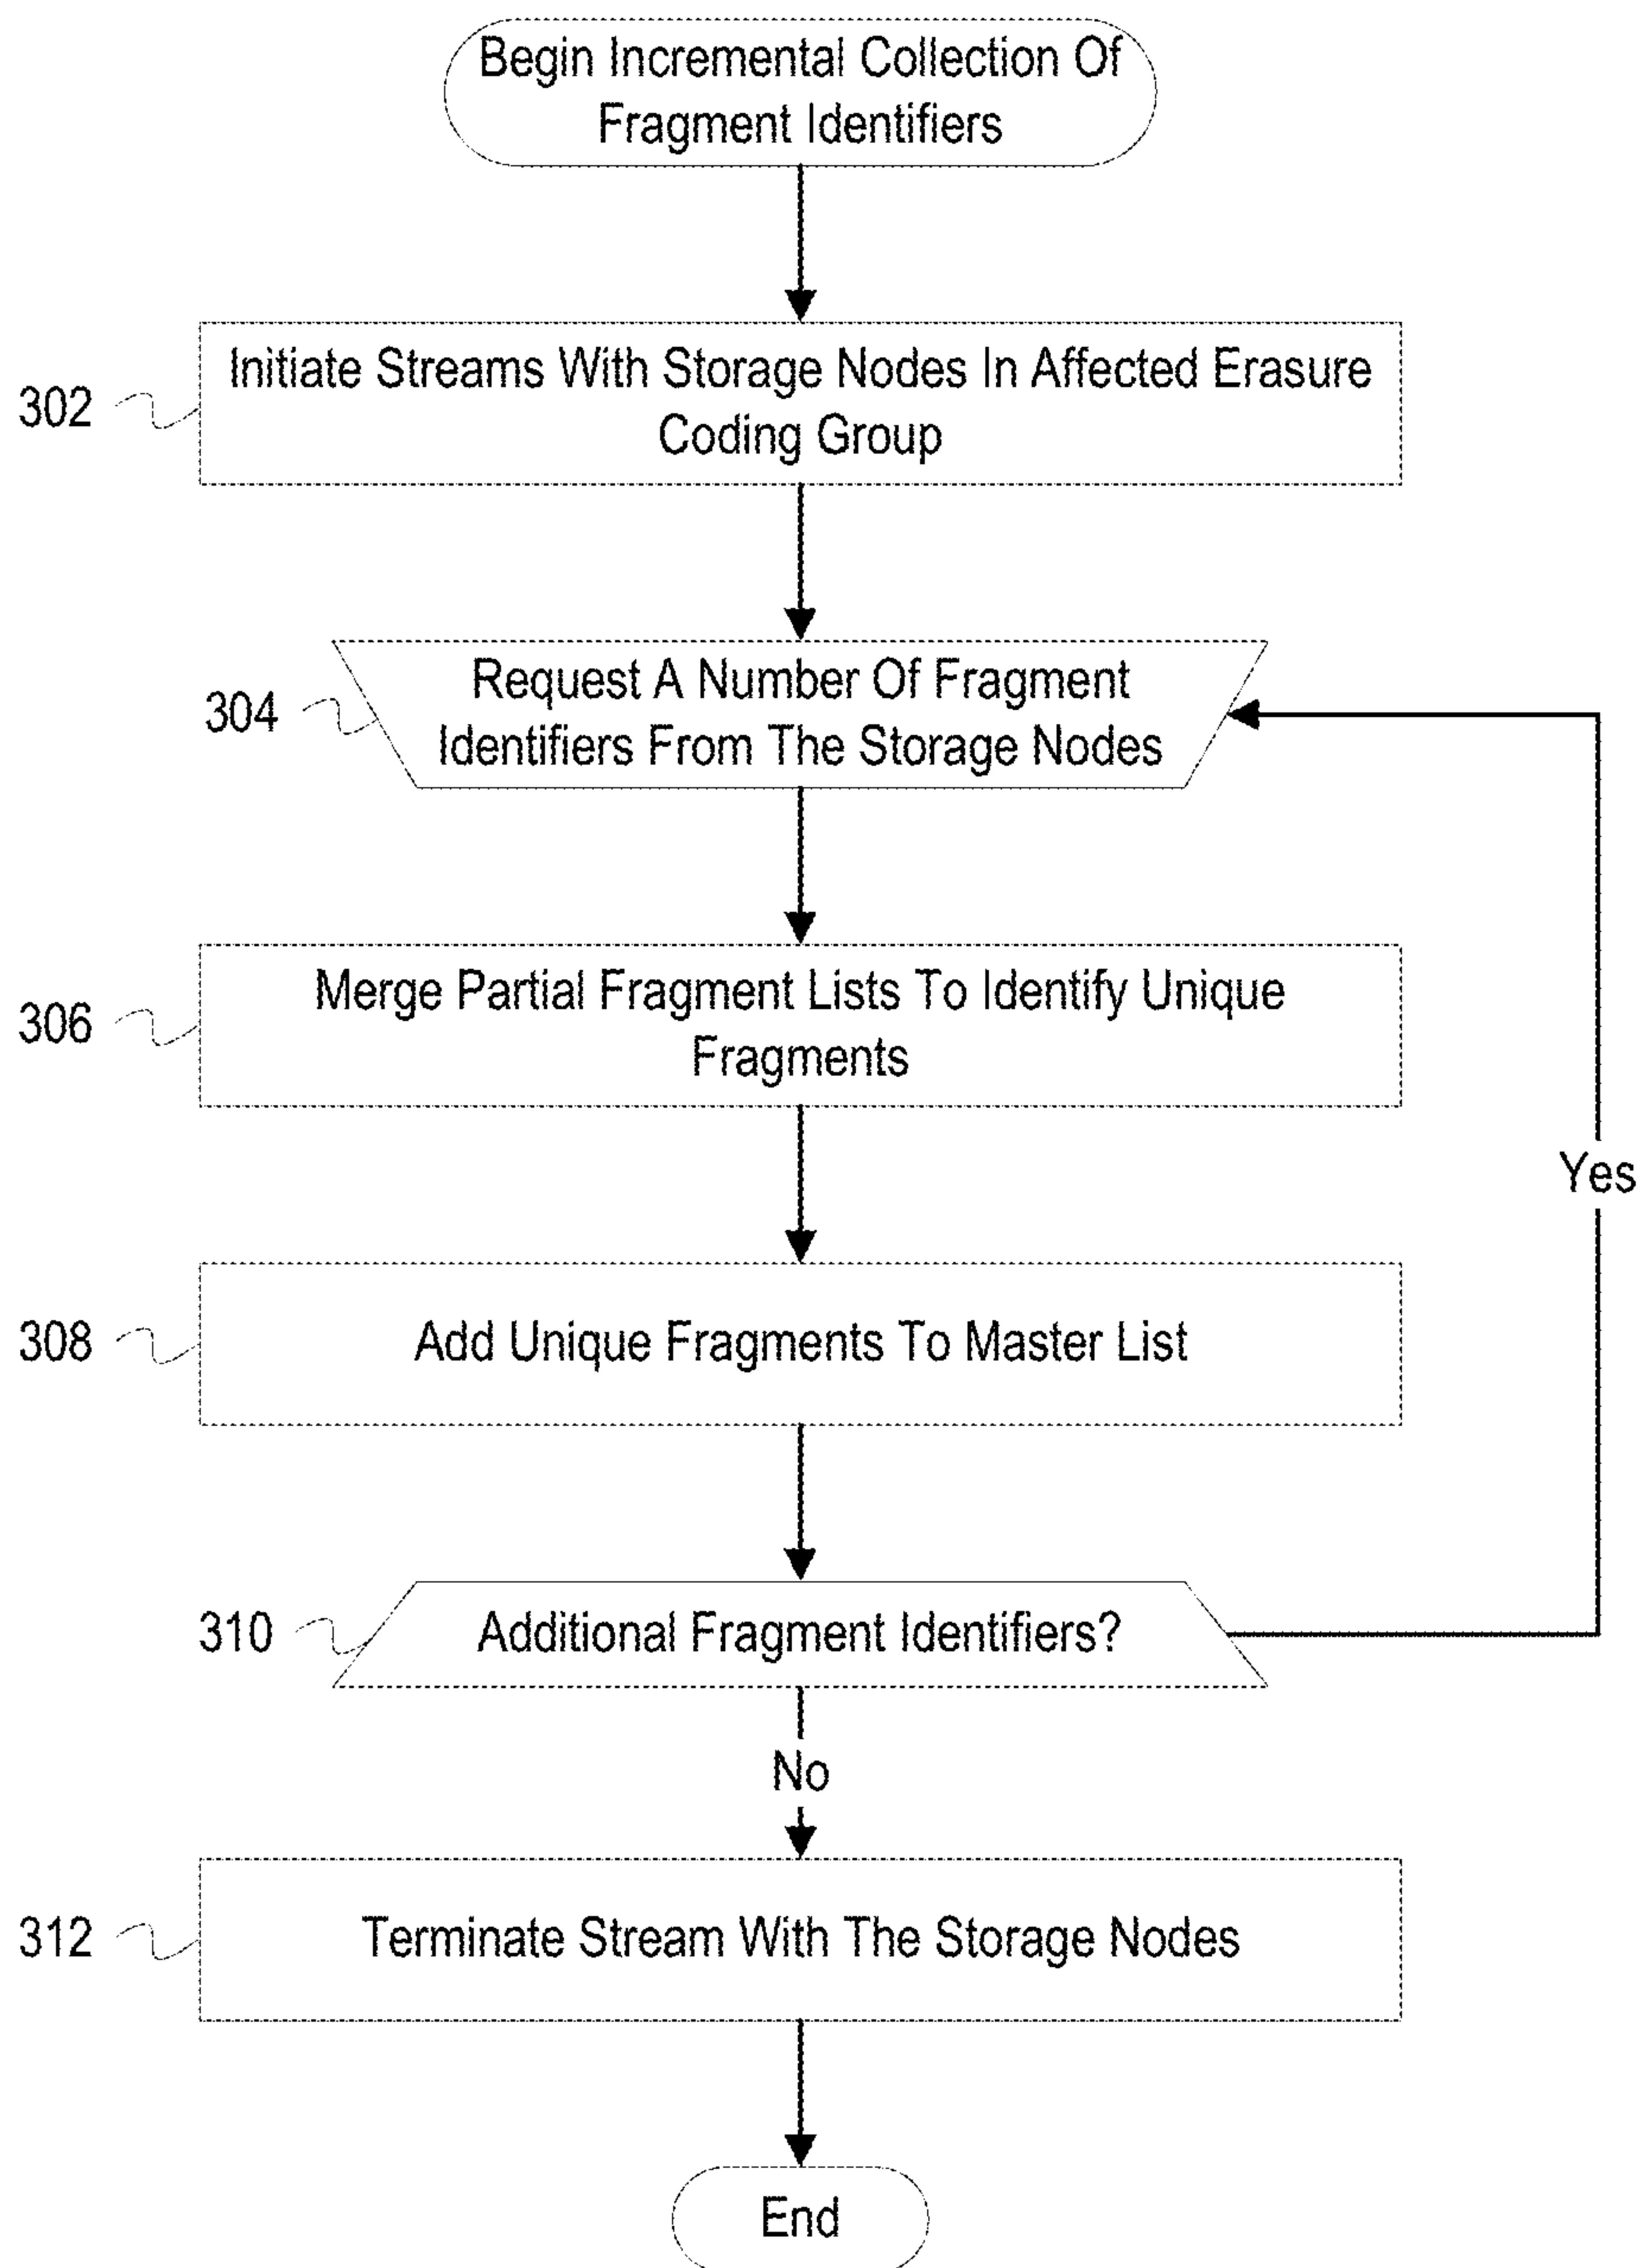 Begin Incremental Collection Of
Fragment Identifiers
302
Initiate Streams With Storage Nodes In Affected Erasure
Coding Group
304
Request A Number Of Fragment
Identifiers From The Storage Nodes
306
Merge Partial Fragment Lists To Identify Unique
Fragments
Yes
308
Add Unique Fragments To Master List
310
Additional Fragment Identifiers?
No
312
Terminate Stream With The Storage Nodes
End